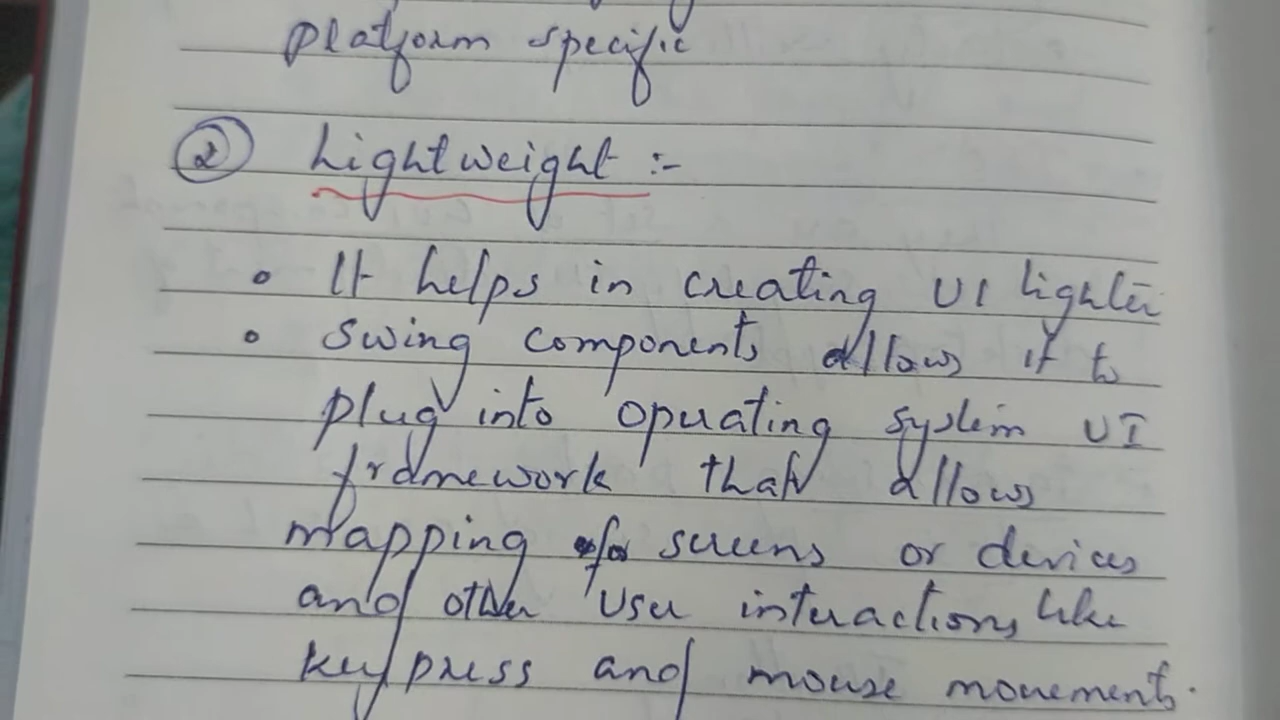 platform specific
② Lightweight :-
• It helps in creating UI lighter
• Swing components allows it to
plug into operating system UI
framework that allows
mapping for screens or devices
and other user interactions like
keypress and mouse movements.